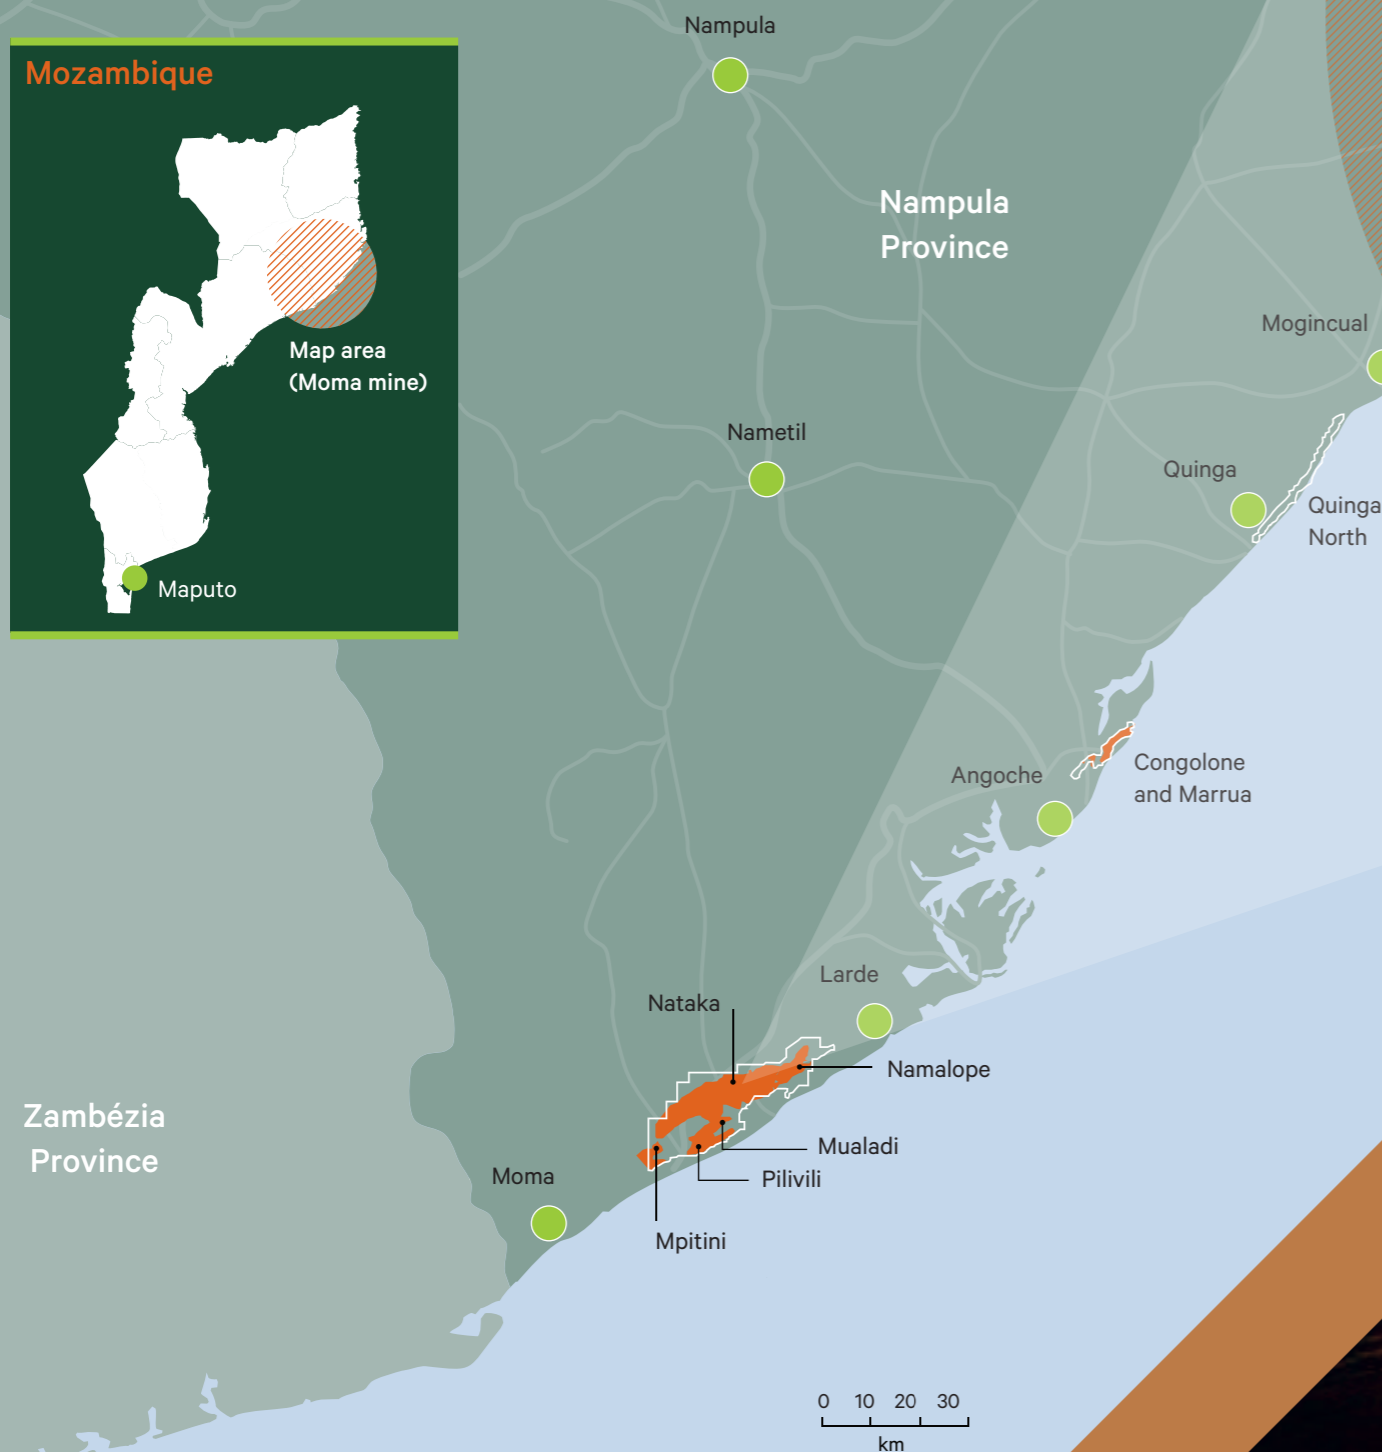 Nampula
Mozambique
Nampula
Province
Mogincual
Map area
(Moma mine)
Nametil
Quinga
Quinga
North
Maputo
Congolone
and Marrua
Angoche
Larde
Nataka
Namalope
Zambézia
Province
Mualadi
Moma
Pilivili
Mpitini
0 10 20 30
km